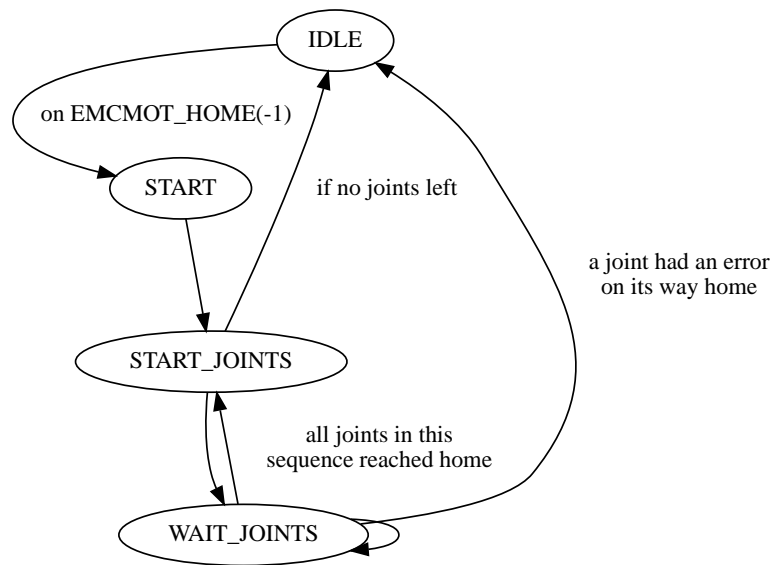 IDLE
on EMCMOT_HOME(-1)
START
if no joints left
a joint had an error
on its way home
START_JOINTS
all joints in this
sequence reached home
WAIT_JOINTS